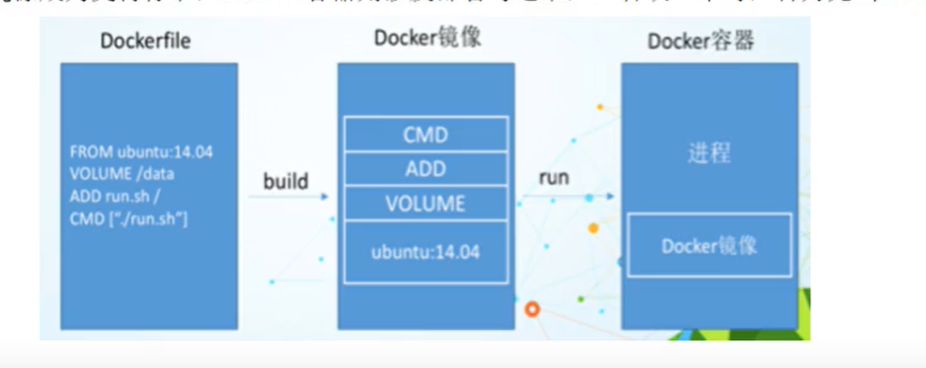 Dockerfile
FROM ubuntu:14.04
VOLUME /data
ADD run.sh /
CMD ["./run.sh"]
build
Docker镜像
CMD
ADD
VOLUME
ubuntu:14.04
run
Docker容器
进程
Docker镜像